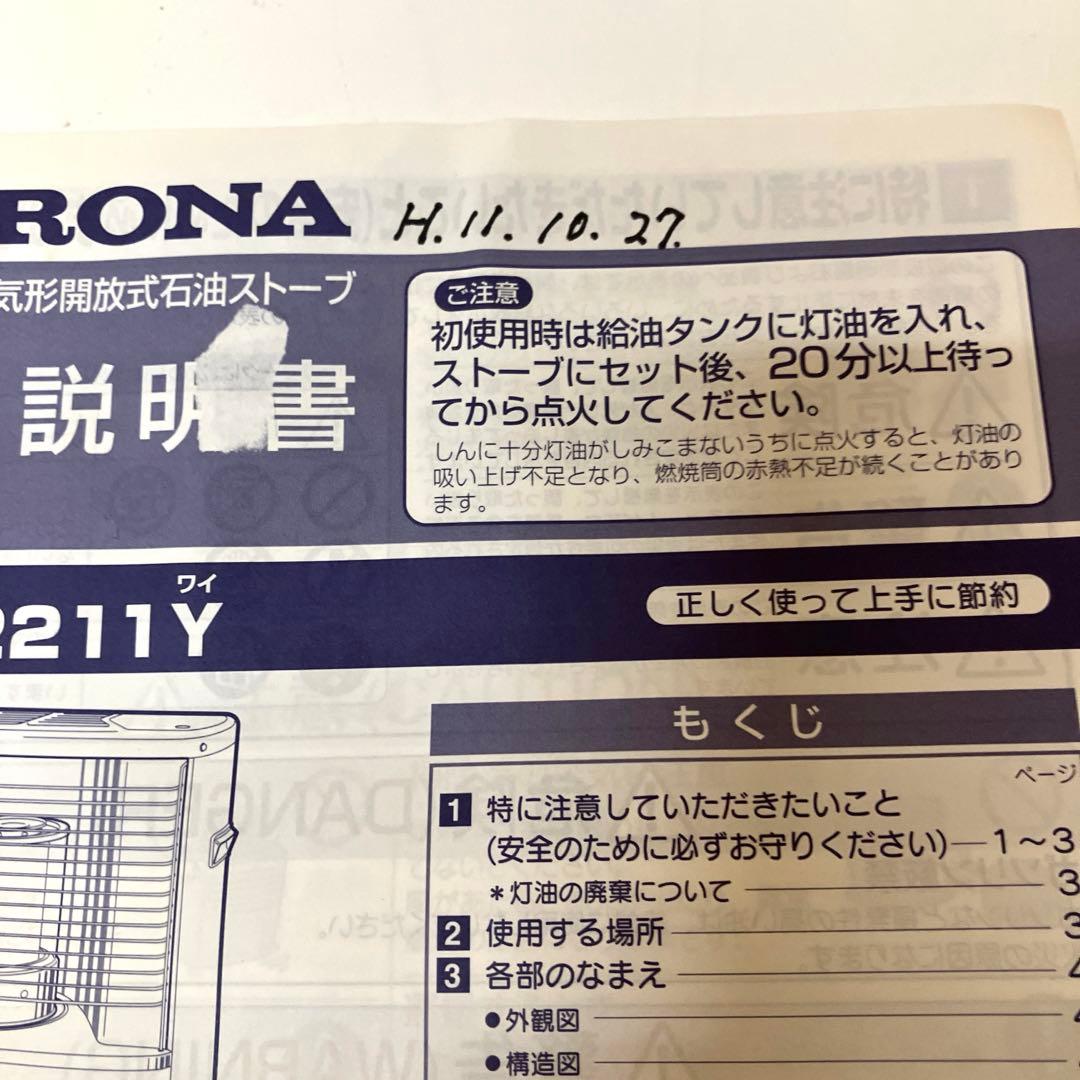 RONA H.11.10.27.
気形開放式石油ストーブ
説明書
ご注意
初使用時は給油タンクに灯油を入れ、
ストーブにセット後、20分以上待っ
てから点火してください。
しんに十分灯油がしみこまないうちに点火すると、灯油の
吸い上げ不足となり、燃焼筒の赤熱不足が続くことがあり
ます。
ワイ
2211Y
正しく使って上手に節約
もくじ
ページ
1 特に注意していただきたいこと
(安全のために必ずお守りください)―1～3
＊灯油の廃棄について 3
2 使用する場所 3
3 各部のなまえ
●外観図
●構造図